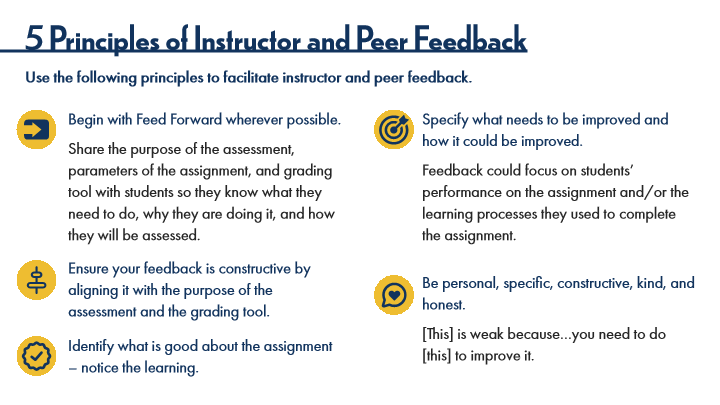 5 Principles of Instructor and Peer Feedback
Use the following principles to facilitate instructor and peer feedback.
Begin with Feed Forward wherever possible.
Share the purpose of the assessment,
parameters of the assignment, and grading
tool with students so they know what they
need to do, why they are doing it, and how
they will be assessed.
Ensure your feedback is constructive by
aligning it with the purpose of the
assessment and the grading tool.
Identify what is good about the assignment
– notice the learning.
Specify what needs to be improved and
how it could be improved.
Feedback could focus on students’
performance on the assignment and/or the
learning processes they used to complete
the assignment.
Be personal, specific, constructive, kind, and
honest.
[This] is weak because...you need to do
[this] to improve it.